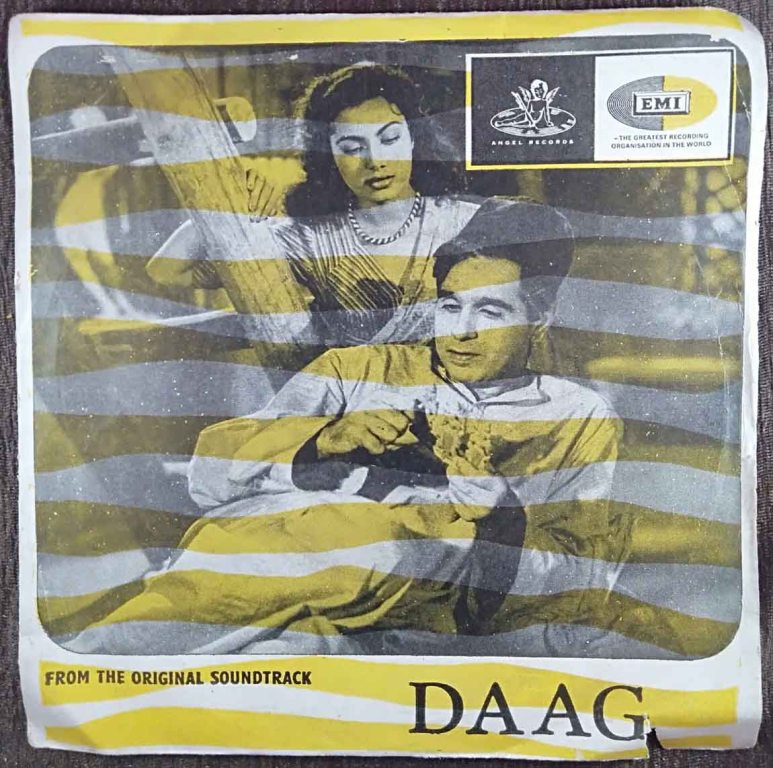 ANGEL RECORDS
EMI
THE GREATEST RECORDING
ORGANISATION IN THE WORLD
FROM THE ORIGINAL SOUNDTRACK
DAAG